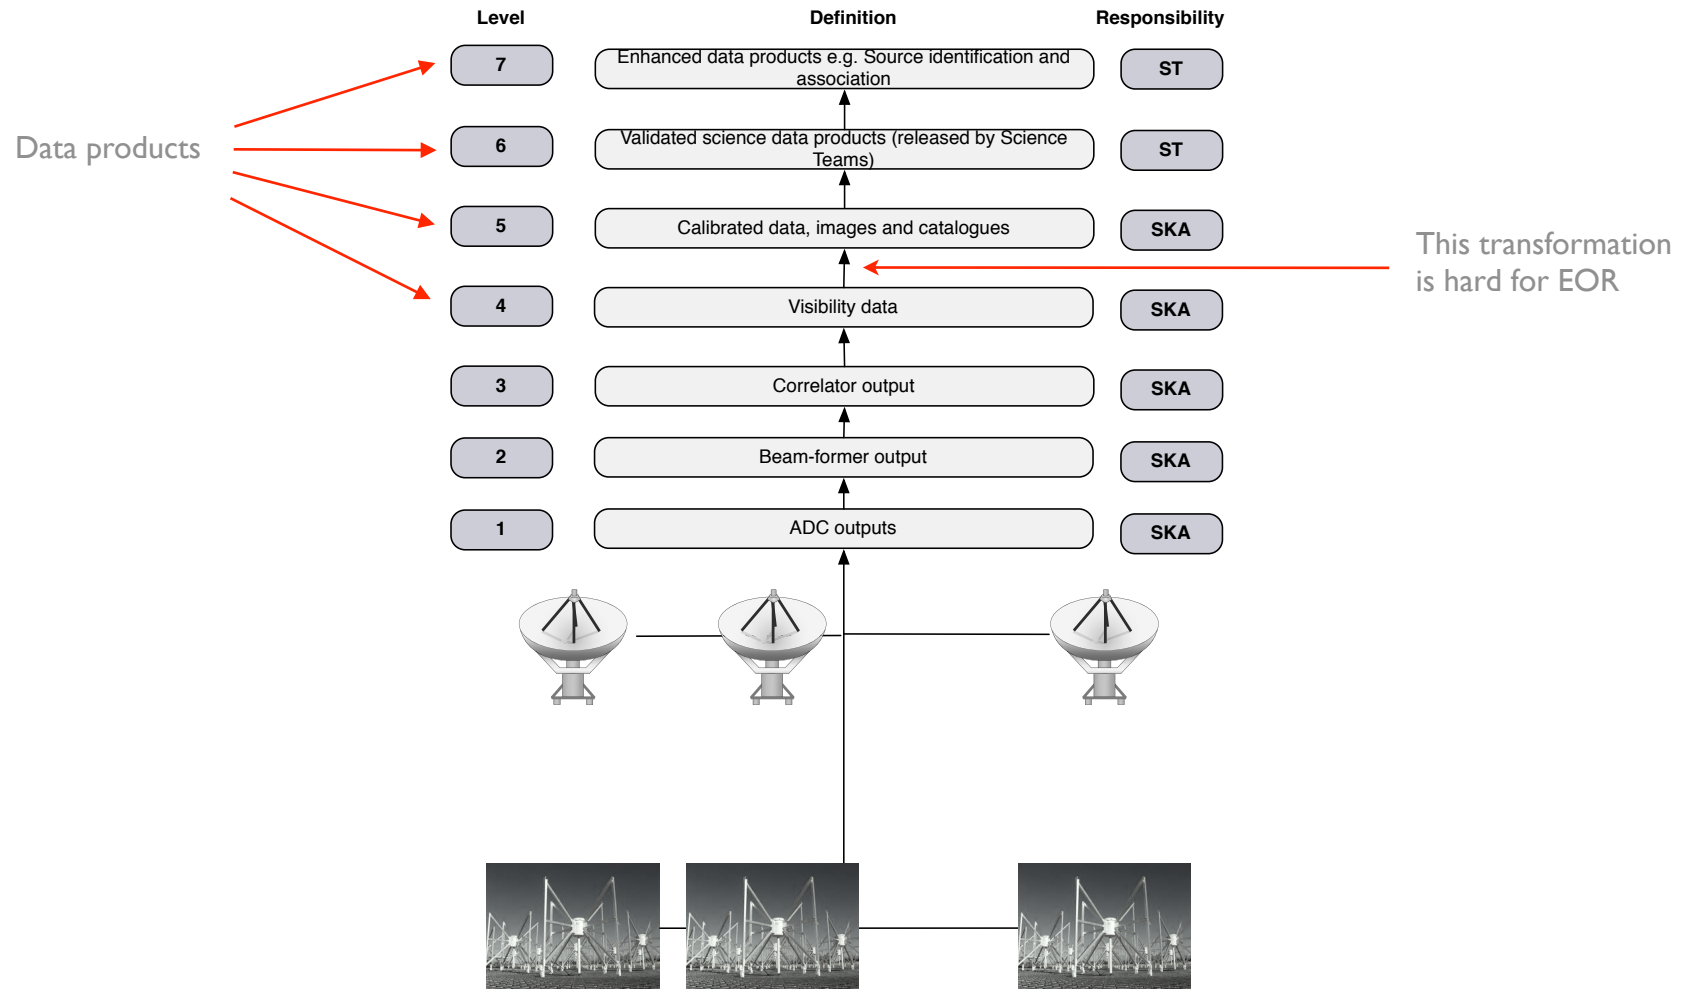 Level Definition Responsibility
7 Enhanced data products e.g. Source identification and
association ST
Data products
6 Validated science data products (released by Science
Teams) ST
5 Calibrated data, images and catalogues SKA
This transformation
is hard for EOR
4 Visibility data SKA
3 Correlator output SKA
2 Beam-former output SKA
1 ADC outputs SKA